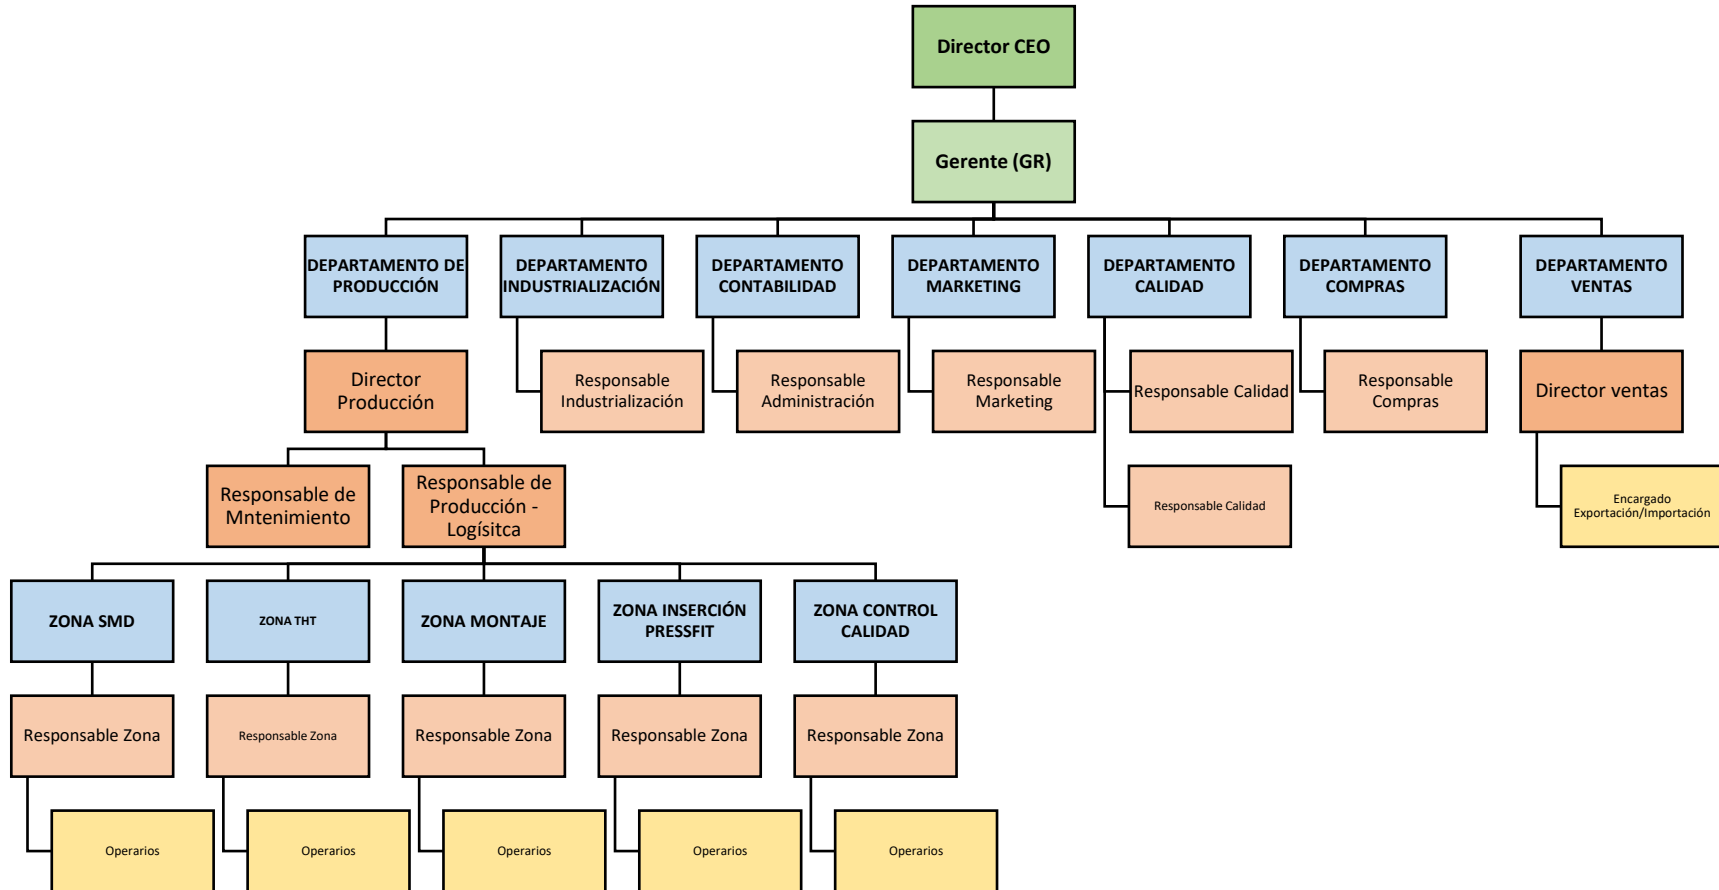 Director CEO
Gerente (GR)
DEPARTAMENTO DE
PRODUCCIÓN
DEPARTAMENTO
INDUSTRIALIZACIÓN
DEPARTAMENTO
CONTABILIDAD
DEPARTAMENTO
MARKETING
DEPARTAMENTO
CALIDAD
DEPARTAMENTO
COMPRAS
DEPARTAMENTO
VENTAS
Director
Producción
Responsable
Industrialización
Responsable
Administración
Responsable
Marketing
Responsable Calidad
Responsable
Compras
Director ventas
Responsable de
Mntenimiento
Responsable de
Producción -
Logísitca
Responsable Calidad
Encargado
Exportación/Importación
ZONA SMD
ZONA THT
ZONA MONTAJE
ZONA INSERCIÓN
PRESSFIT
ZONA CONTROL
CALIDAD
Responsable Zona
Responsable Zona
Responsable Zona
Responsable Zona
Responsable Zona
Operarios
Operarios
Operarios
Operarios
Operarios